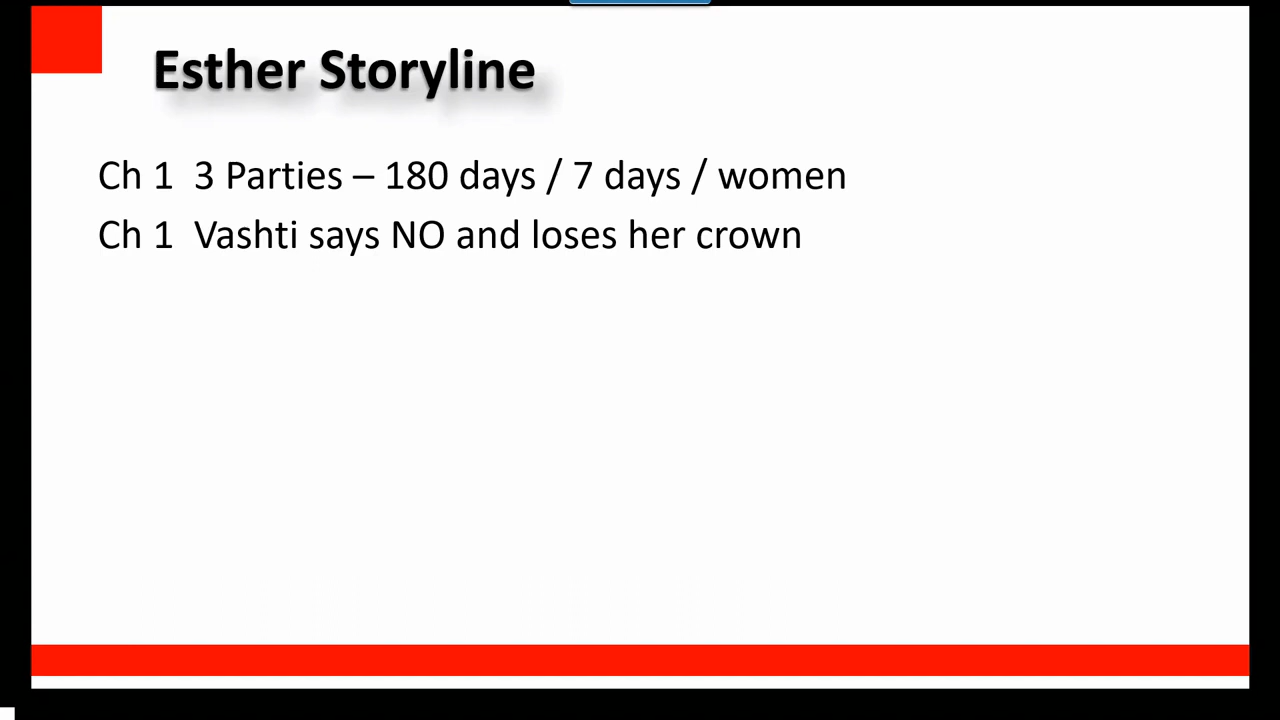 Esther Storyline
Ch 1  3 Parties – 180 days / 7 days / women
Ch 1  Vashti says NO and loses her crown